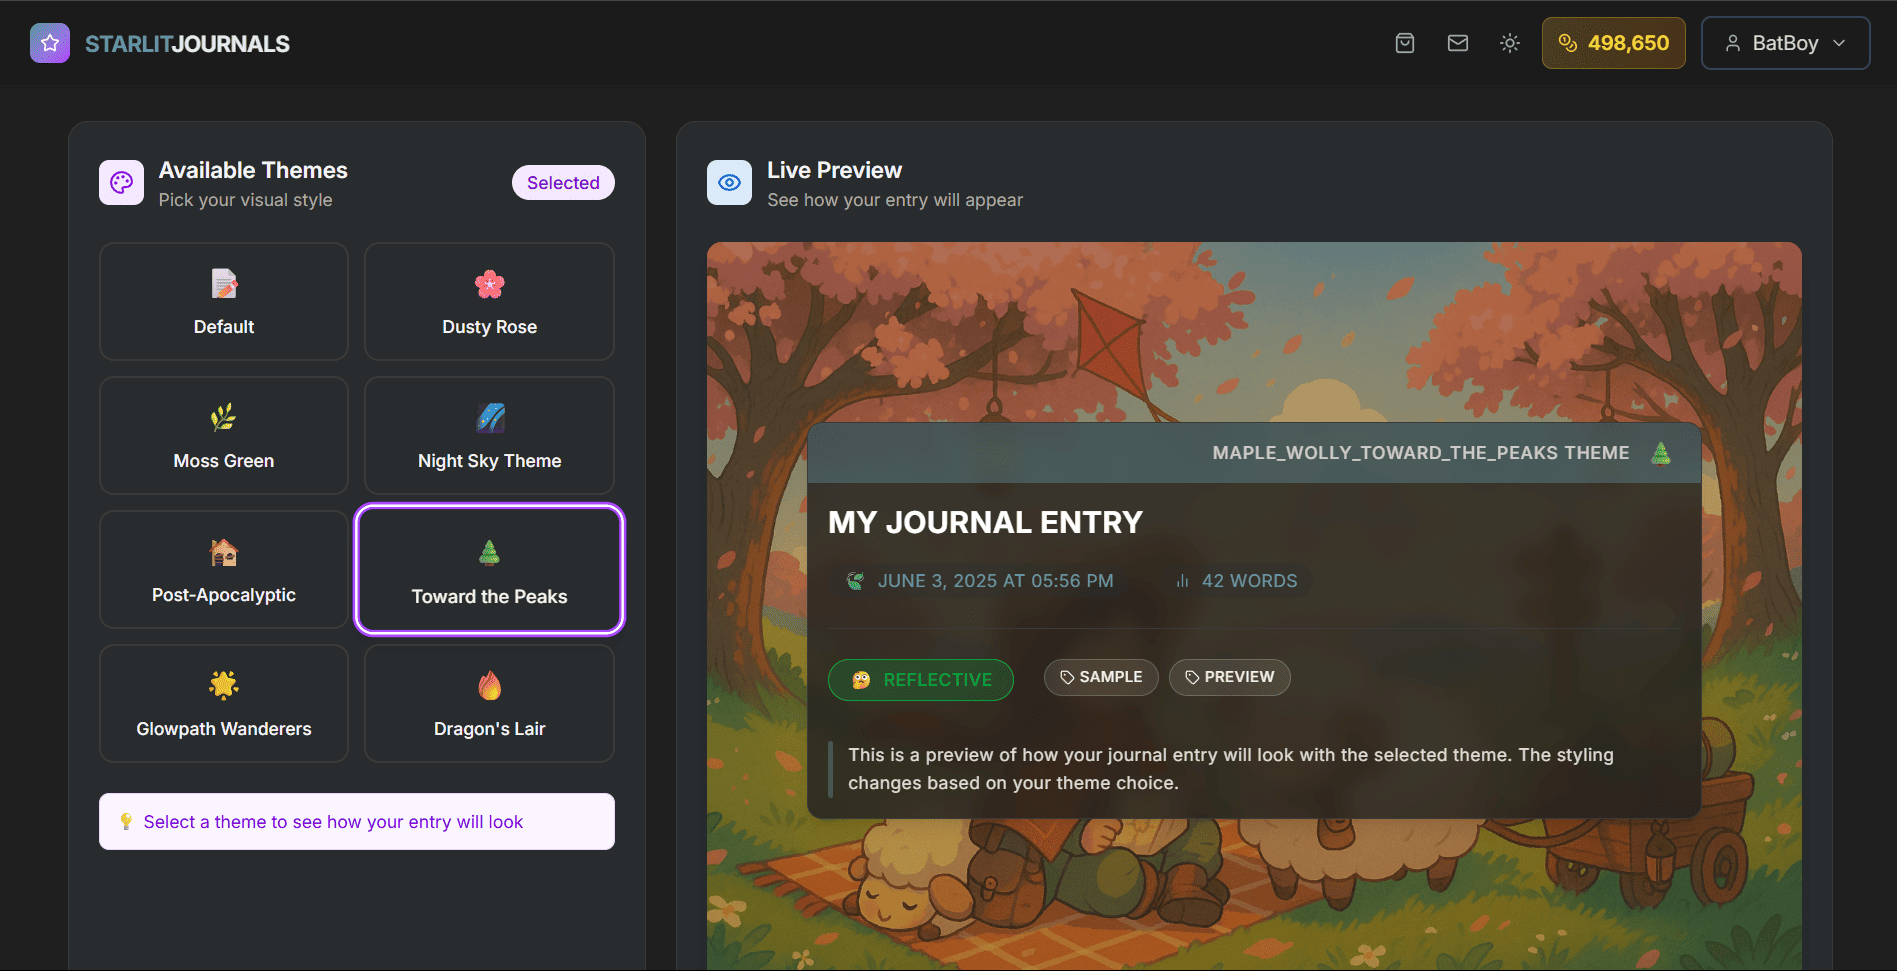 STARLITJOURNALS
498,650
BatBoy
Available Themes
Pick your visual style
Selected
Default
Dusty Rose
Moss Green
Night Sky Theme
Post-Apocalyptic
Toward the Peaks
Glowpath Wanderers
Dragon's Lair
Select a theme to see how your entry will look
Live Preview
See how your entry will appear
MAPLE_WOLLY_TOWARD_THE_PEAKS THEME
MY JOURNAL ENTRY
JUNE 3, 2025 AT 05:56 PM
42 WORDS
REFLECTIVE
SAMPLE
PREVIEW
This is a preview of how your journal entry will look with the selected theme. The styling
changes based on your theme choice.